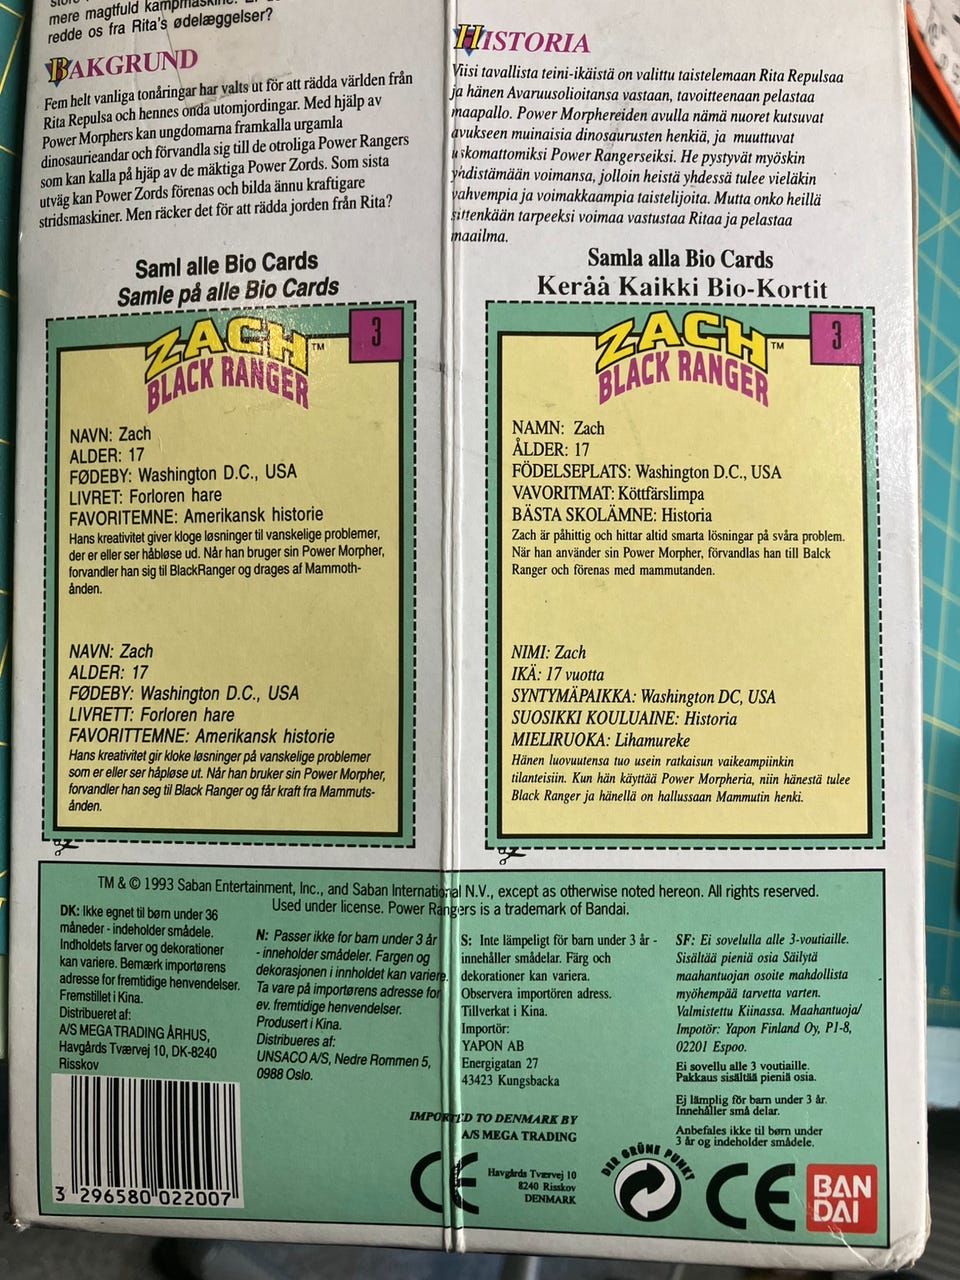 mere magtfuld kampmaskine.
redde os fra Rita's ødelæggelser?
BAKGRUND
Fem helt vanliga tonåringar har valts ut för att rädda världen från
Rita Repulsa och hennes onda utomjordingar. Med hjälp av
Power Morphers kan ungdomarna framkalla urgamla
dinosaurieandar och förvandla sig till de otroliga Power Rangers
som kan kalla på hjäp av de mäktiga Power Zords. Som sista
utväg kan Power Zords förenas och bilda ännu kraftigare
stridsmaskiner. Men räcker det för att rädda jorden från Rita?
HISTORIA
Viisi tavallista teini-ikäistä on valittu taistelemaan Rita Repulsaa
ja hänen Avaruusolioitansa vastaan, tavoitteenaan pelastaa
maapallo. Power Morphereiden avulla nämä nuoret kutsuvat
avukseen muinaisia dinosaurusten henkiä, ja muuttuvat
uskomattomiksi Power Rangerseiksi. He pystyvät myöskin
yhdistämään voimansa, jolloin heistä yhdessä tulee vieläkin
vahvempia ja voimakkaampia taistelijoita. Mutta onko heillä
sittenkään tarpeeksi voimaa vastustaa Ritaa ja pelastaa
maailma.
Saml alle Bio Cards
Samle på alle Bio Cards
ZACH™
3
BLACK RANGER
NAVN: Zach
ALDER: 17
FØDEBY: Washington D.C., USA
LIVRET: Forloren hare
FAVORITEMNE: Amerikansk historie
Hans kreativitet giver kloge løsninger til vanskelige problemer,
der er eller ser håbløse ud. Når han bruger sin Power Morpher,
forvandler han sig til BlackRanger og drages af Mammoth-
ånden.
NAVN: Zach
ALDER: 17
FØDEBY: Washington D.C., USA
LIVRETT: Forloren hare
FAVORITTEMNE: Amerikansk historie
Hans kreativitet gir kloke løsninger på vanskelige problemer
som er eller ser håpløse ut. Når han bruker sin Power Morpher,
forvandler han seg til Black Ranger og får kraft fra Mammuts-
ånden.
Samla alla Bio Cards
Keråå Kaikki Bio-Kortit
ZACH™
3
BLACK RANGER
NAMN: Zach
ÅLDER: 17
FÖDELSEPLATS: Washington D.C., USA
VAVORITMAT: Köttfärslimpa
BÄSTA SKOLÄMNE: Historia
Zach är påhittig och hittar altid smarta lösningar på svåra problem.
När han använder sin Power Morpher, förvandlas han till Balck
Ranger och förenas med mammutanden.
NIMI: Zach
IKÄ: 17 vuotta
SYNTYMÄPAIKKA: Washington DC, USA
SUOSIKKI KOULUAINE: Historia
MIELIRUOKA: Lihamureke
Hänen luovuutensa tuo usein ratkaisun vaikeampiinkin
tilanteisiin. Kun hän käyttää Power Morpheria, niin hänestä tulee
Black Ranger ja hänellä on hallussaan Mammutin henki.
TM & © 1993 Saban Entertainment, Inc., and Saban International N.V., except as otherwise noted hereon. All rights reserved.
Used under license. Power Rangers is a trademark of Bandai.
DK: Ikke egnet til børn under 36
måneder - indeholder smådele.
Indholdets farver og dekorationer
kan variere. Bemærk importørens
adresse for fremtidige henvendelser.
Fremstillet i Kina.
Distribueret af:
A/S MEGA TRADING ÅRHUS,
Havgårds Tværvej 10, DK-8240
Risskov
N: Passer ikke for barn under 3 år
- inneholder smådeler. Fargen og
dekorasjonen i innholdet kan variere.
Ta vare på importørens adresse for
ev. fremtidige henvendelser.
Produsert i Kina.
Distribueres af:
UNSACO A/S, Nedre Rommen 5,
0988 Oslo.
S: Inte lämpeligt för barn under 3 år -
innehåller smådelar. Färg och
dekorationer kan variera.
Observera importören adress.
Tillverkat i Kina.
Importör:
YAPON AB
Energigatan 27
43423 Kungsbacka
SF: Ei sovelulla alle 3-voutiaille.
Sisältää pieniä osia Säilytä
maahantuojan osoite mahdollista
myöhempää tarvetta varten.
Valmistettu Kiinassa. Maahantuoja/
Impotör: Yapon Finland Oy, P1-8,
02201 Espoo.
Ei sovellu alle 3 voutiaille.
Pakkaus sisältää pieniä osia.
Ej lämplig för barn under 3 år.
Innehåller små delar.
Anbefales ikke til børn under
3 år og indeholder smådele.
3 296580 022007
IMPORTED TO DENMARK BY
A/S MEGA TRADING
CE
Havgårds Tværvej 10
8240 Risskov
DENMARK
DER GRÜNE PUNKT
CE
BAN
DAI